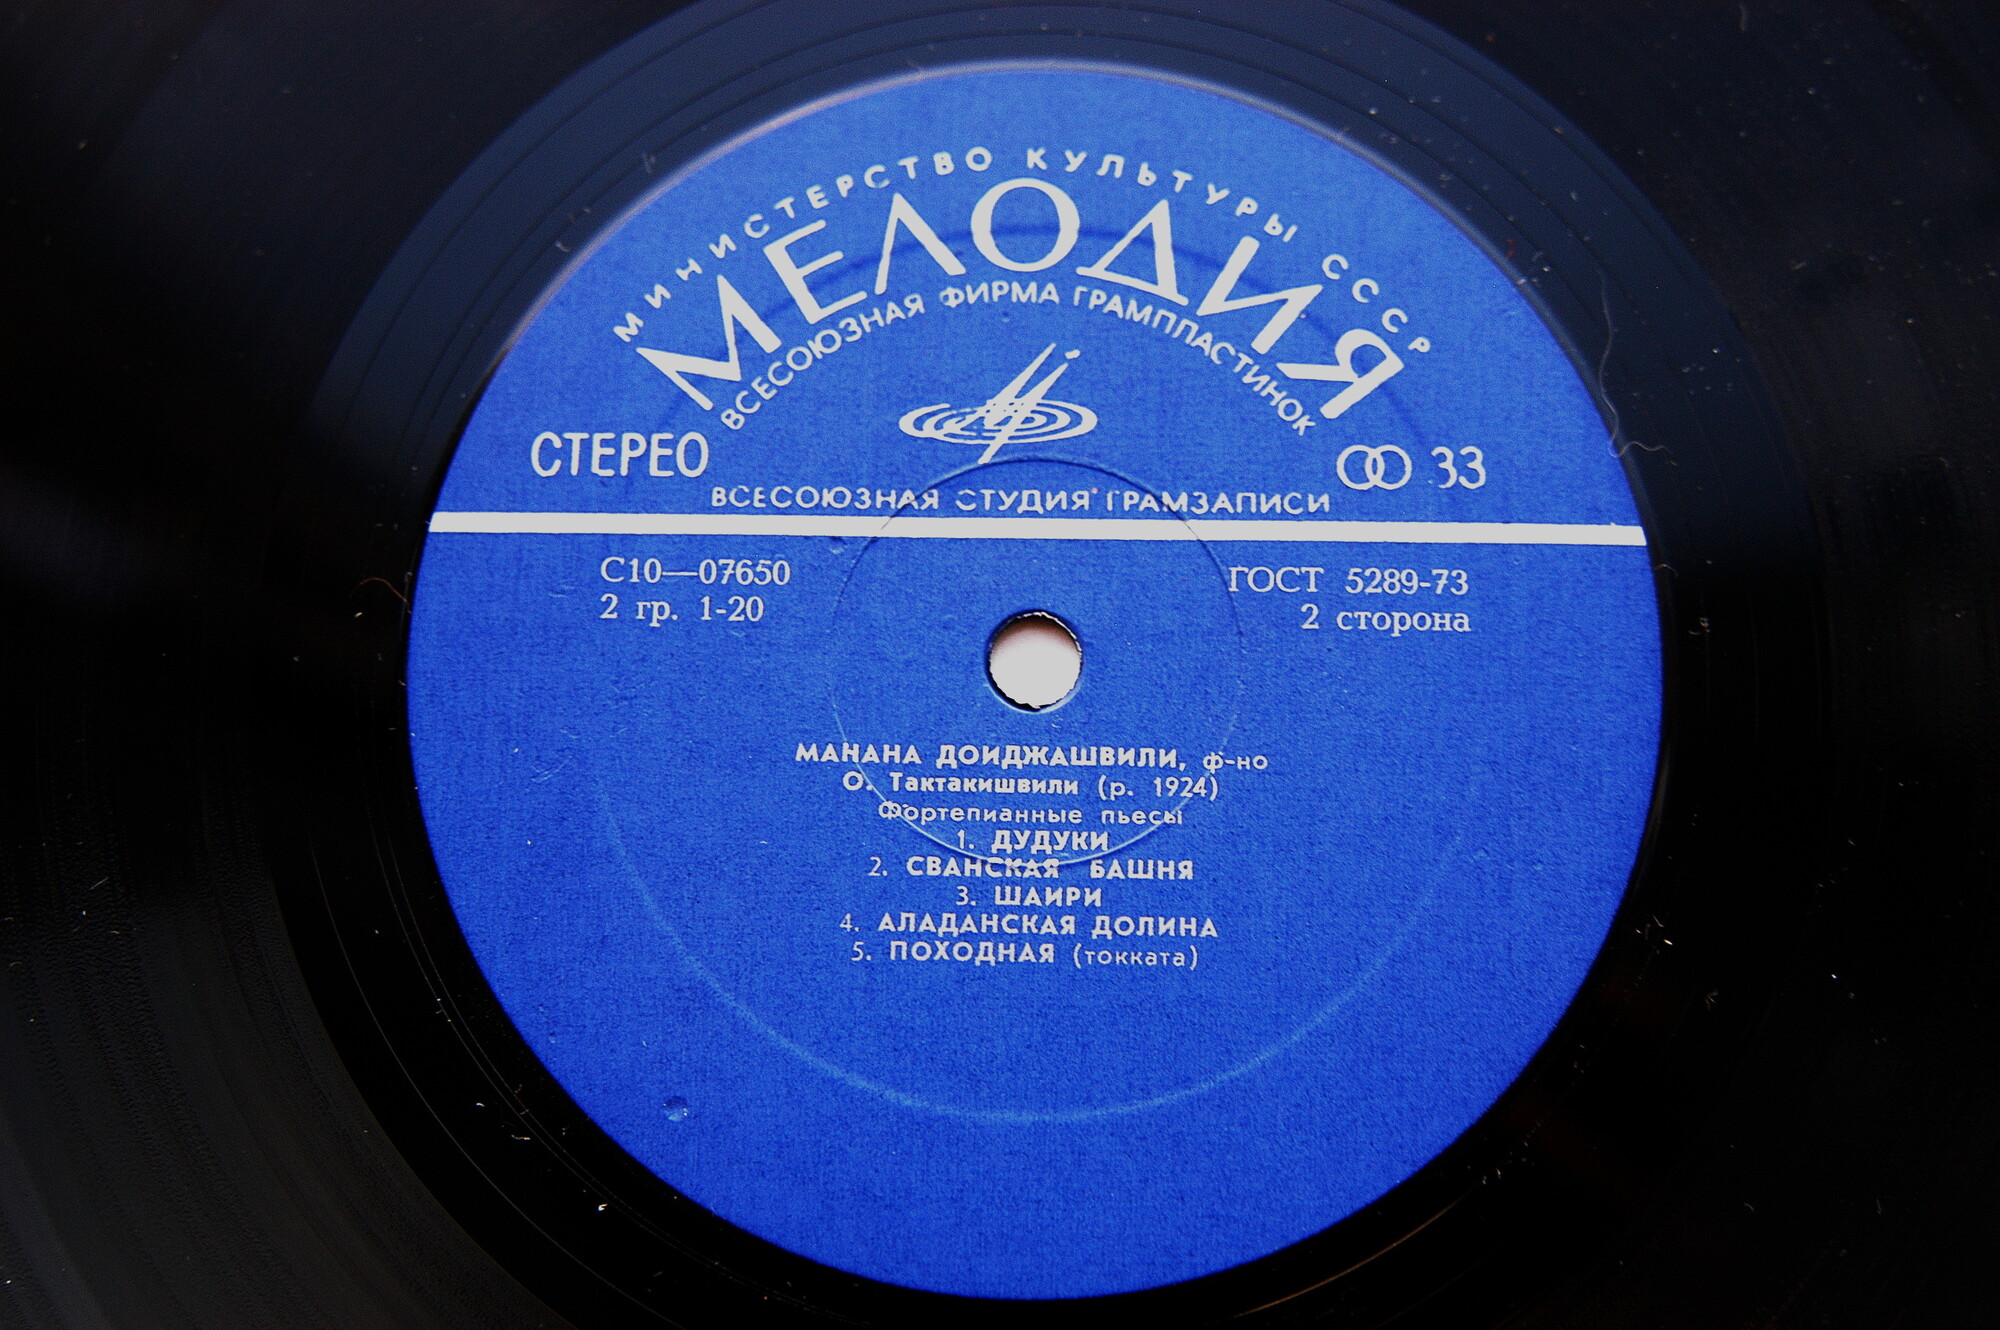 МИНИСТЕРСТВО КУЛЬТУРЫ СССР
МЕЛОДИЯ
ВСЕСОЮЗНАЯ ФИРМА ГРАМПЛАСТИНОК
СТЕРЕО
33
ВСЕСОЮЗНАЯ СТУДИЯ ГРАМЗАПИСИ
С10—07650
ГОСТ 5289-73
2 гр. 1-20
2 сторона
МАНАНА ДОИДЖАШВИЛИ, ф-но
О. Тактакишвили (р. 1924)
Фортепианные пьесы
1. ДУДУКИ
2. СВАНСКАЯ БАШНЯ
3. ШАИРИ
4. АЛАДАНСКАЯ ДОЛИНА
5. ПОХОДНАЯ (токката)